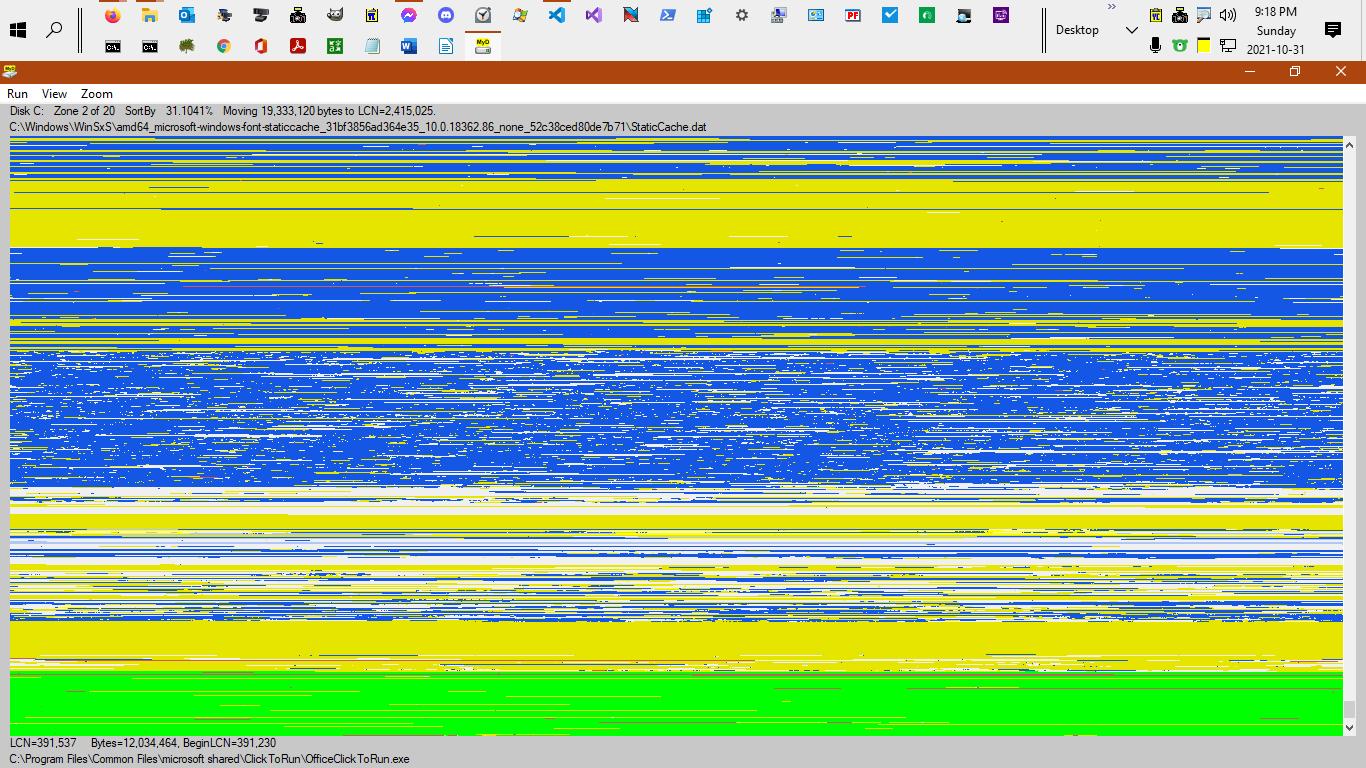 9:18 PM
Sunday
2021-10-31
Desktop
PF
C:\.
C:\.
MyD
Run View Zoom
Disk C: Zone 2 of 20 SortBy 31.1041% Moving 19,333,120 bytes to LCN=2,415,025.
C:\Windows\WinSxS\amd64_microsoft-windows-font-staticcache_31bf3856ad364e35_10.0.18362.86_none_52c38ced80de7b71\StaticCache.dat
LCN=391,537 Bytes=12,034,464, BeginLCN=391,230
C:\Program Files\Common Files\microsoft shared\ClickToRun\OfficeClickToRun.exe